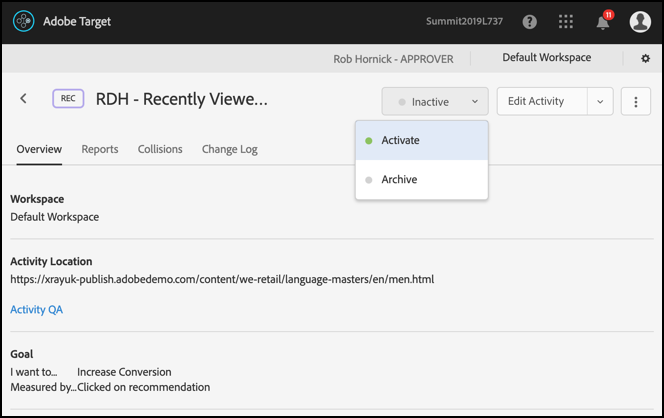 Adobe Target
Summit2019L737
11
Rob Hornick - APPROVER
Default Workspace
REC
RDH - Recently Viewe...
Inactive
Edit Activity
Activate
Archive
Overview
Reports
Collisions
Change Log
Workspace
Default Workspace
Activity Location
https://xrayuk-publish.adobedemo.com/content/we-retail/language-masters/en/men.html
Activity QA
Goal
I want to... Increase Conversion
Measured by...Clicked on recommendation